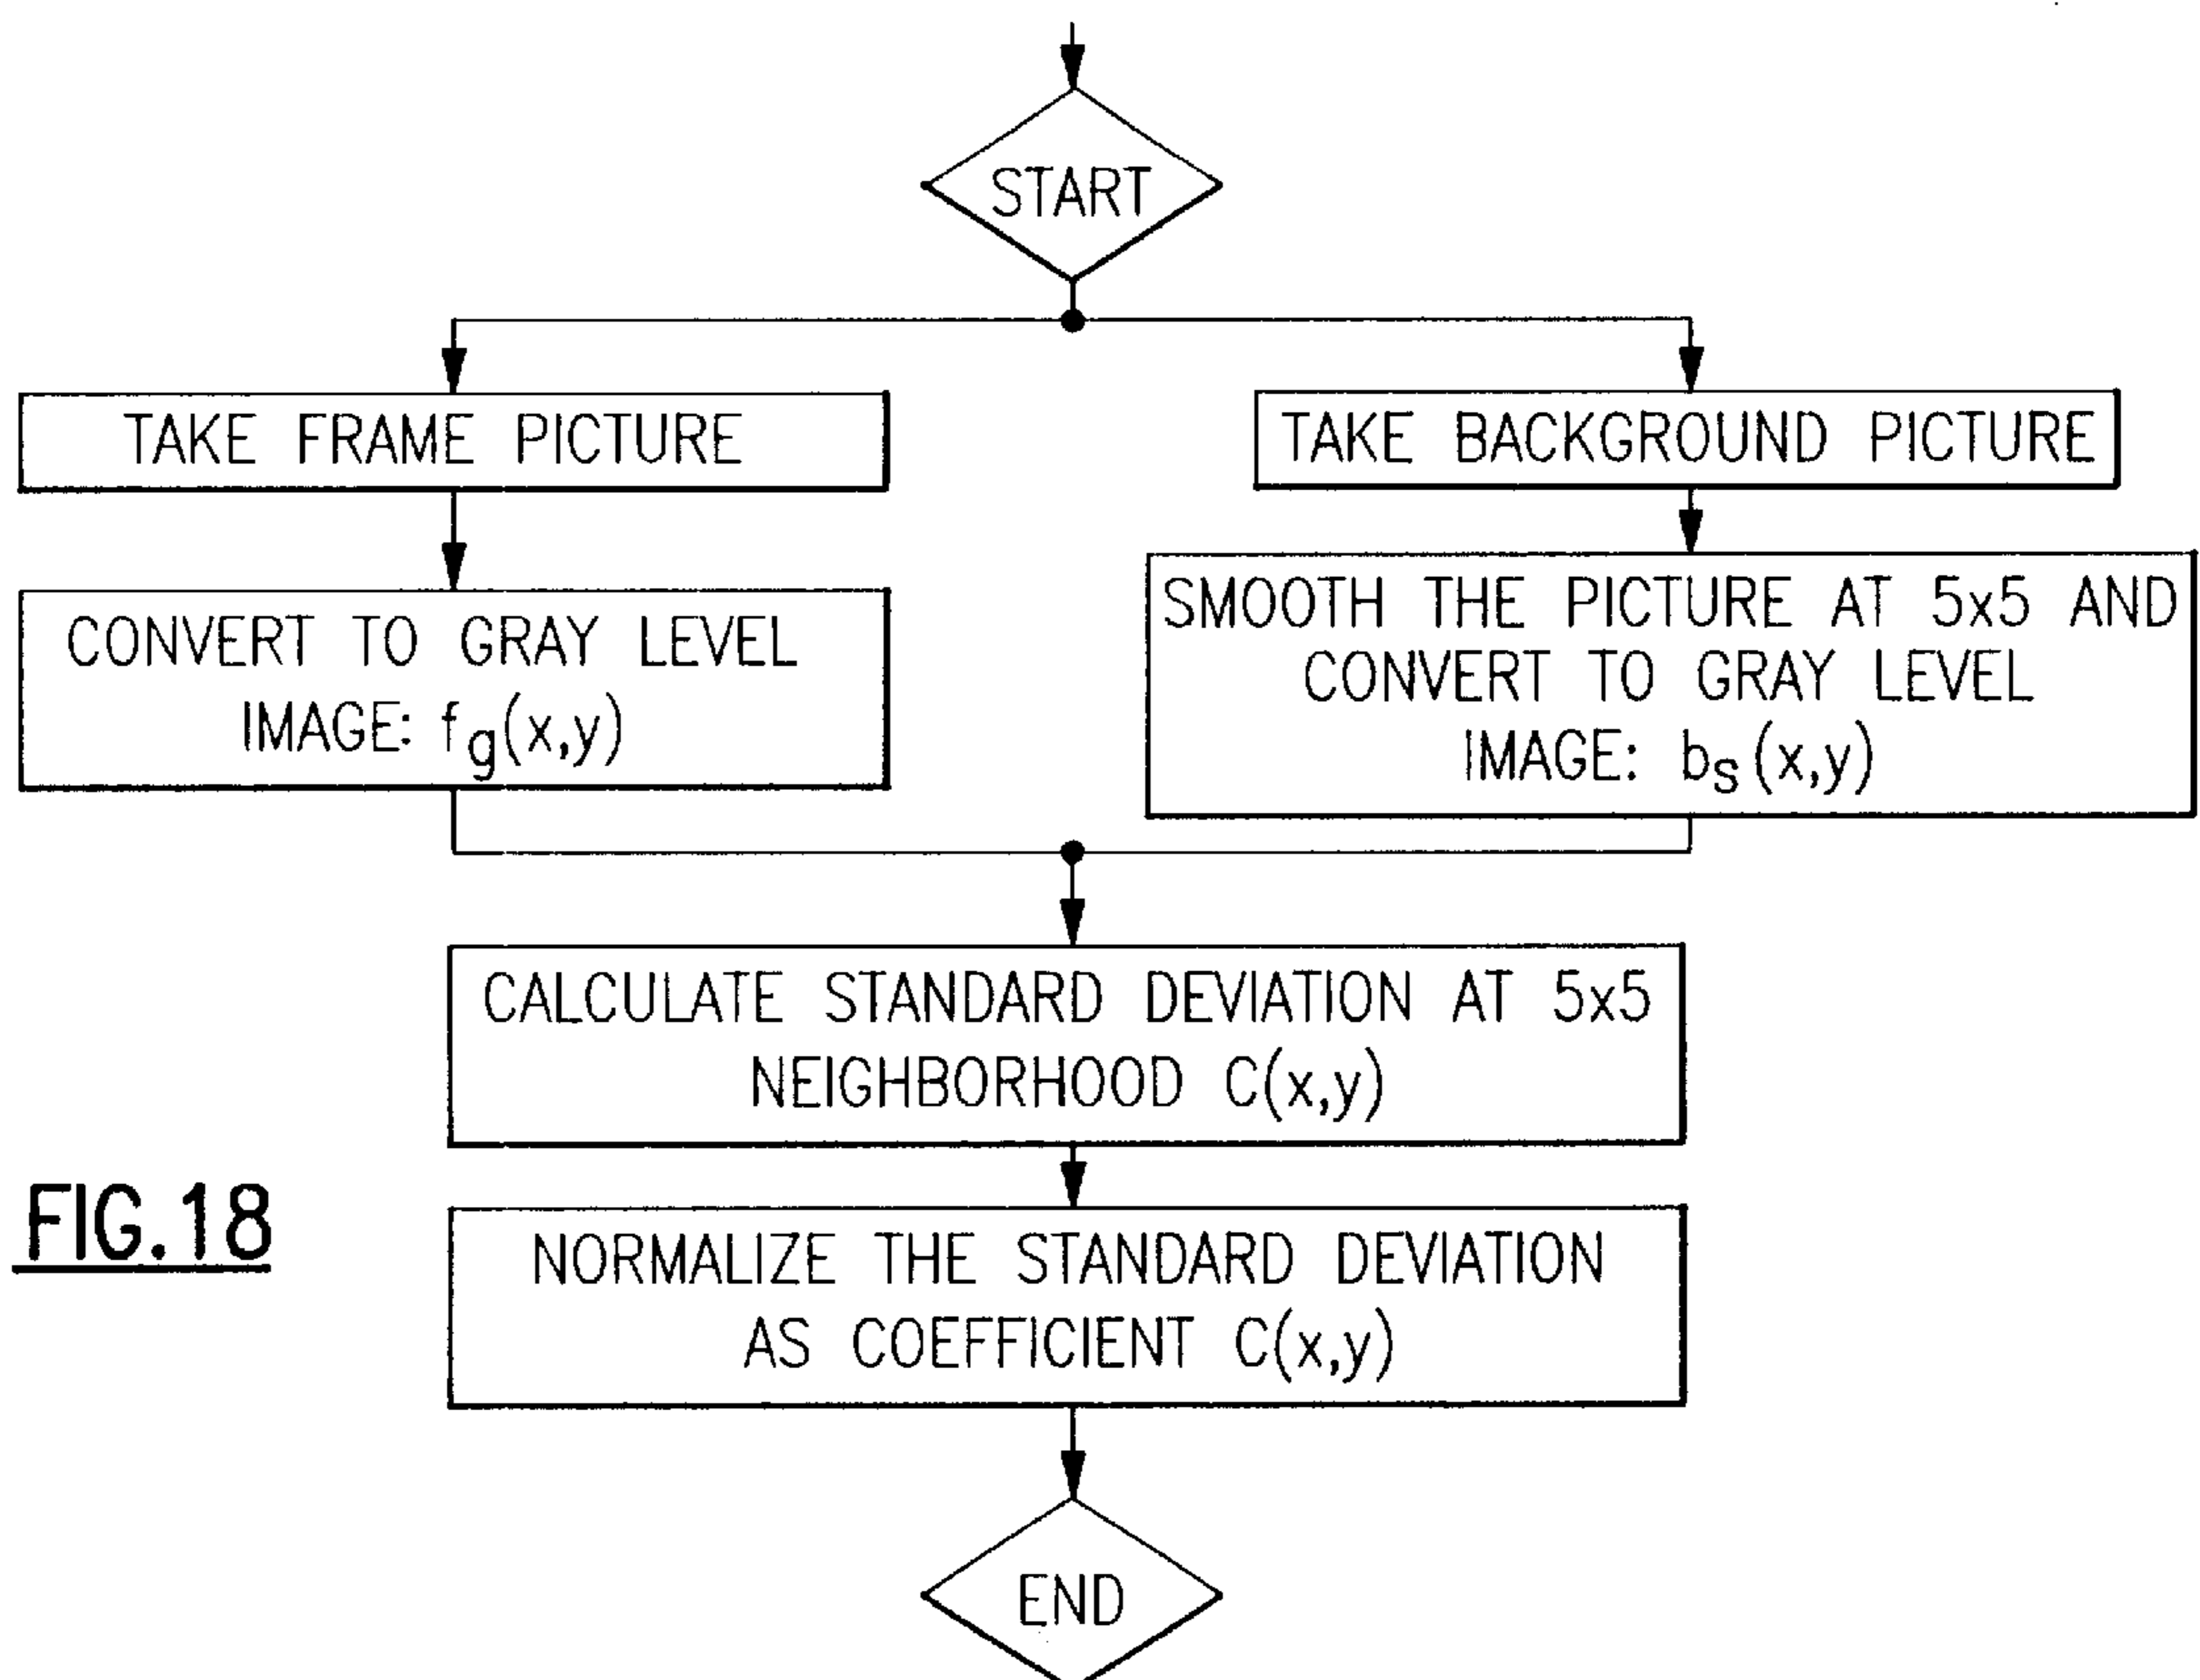 START
TAKE FRAME PICTURE
TAKE BACKGROUND PICTURE
CONVERT TO GRAY LEVEL
IMAGE: fg(x,y)
SMOOTH THE PICTURE AT 5x5 AND
CONVERT TO GRAY LEVEL
IMAGE: bs(x,y)
CALCULATE STANDARD DEVIATION AT 5x5
NEIGHBORHOOD C(x,y)
NORMALIZE THE STANDARD DEVIATION
AS COEFFICIENT C(x,y)
END
FIG.18